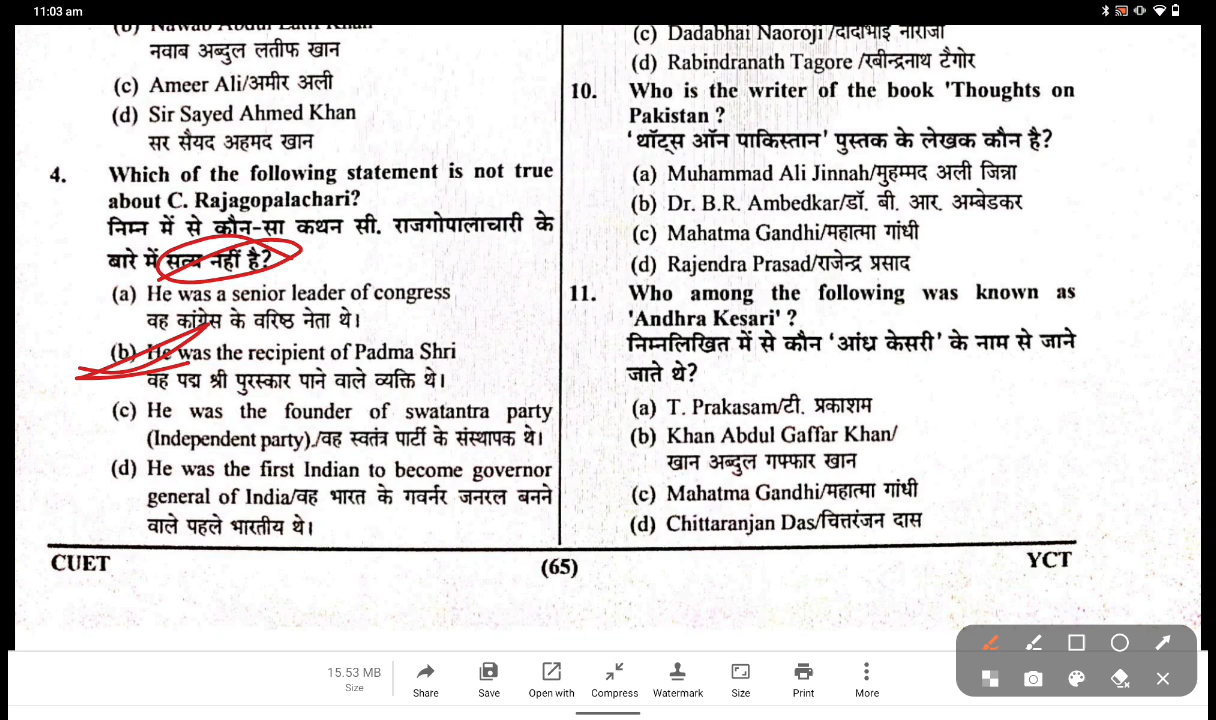 11:03 am
(b) Nawab Abdul Latif Khan
नवाब अब्दुल लतीफ खान
(c) Ameer Ali/अमीर अली
(d) Sir Sayed Ahmed Khan
सर सैयद अहमद खान
4. Which of the following statement is not true
about C. Rajagopalachari?
निम्न में से कौन-सा कथन सी. राजगोपालाचारी के
बारे में सत्य नहीं है?
(a) He was a senior leader of congress
वह कांग्रेस के वरिष्ठ नेता थे।
(b) He was the recipient of Padma Shri
वह पद्म श्री पुरस्कार पाने वाले व्यक्ति थे।
(c) He was the founder of swatantra party
(Independent party)./वह स्वतंत्र पार्टी के संस्थापक थे।
(d) He was the first Indian to become governor
general of India/वह भारत के गवर्नर जनरल बनने
वाले पहले भारतीय थे।
(c) Dadabhai Naoroji /दादाभाई नौरोजी
(d) Rabindranath Tagore /रबीन्द्रनाथ टैगोर
10. Who is the writer of the book 'Thoughts on
Pakistan ?
‘थॉट्स ऑन पाकिस्तान’ पुस्तक के लेखक कौन है?
(a) Muhammad Ali Jinnah/मुहम्मद अली जिन्ना
(b) Dr. B.R. Ambedkar/डॉ. बी. आर. अम्बेडकर
(c) Mahatma Gandhi/महात्मा गांधी
(d) Rajendra Prasad/राजेन्द्र प्रसाद
11. Who among the following was known as
'Andhra Kesari' ?
निम्नलिखित में से कौन ‘आंध्र केसरी’ के नाम से जाने
जाते थे?
(a) T. Prakasam/टी. प्रकाशम
(b) Khan Abdul Gaffar Khan/
खान अब्दुल गफ्फार खान
(c) Mahatma Gandhi/महात्मा गांधी
(d) Chittaranjan Das/चित्तरंजन दास
CUET (65) YCT
15.53 MB
Size
Share Save Open with Compress Watermark Size Print More